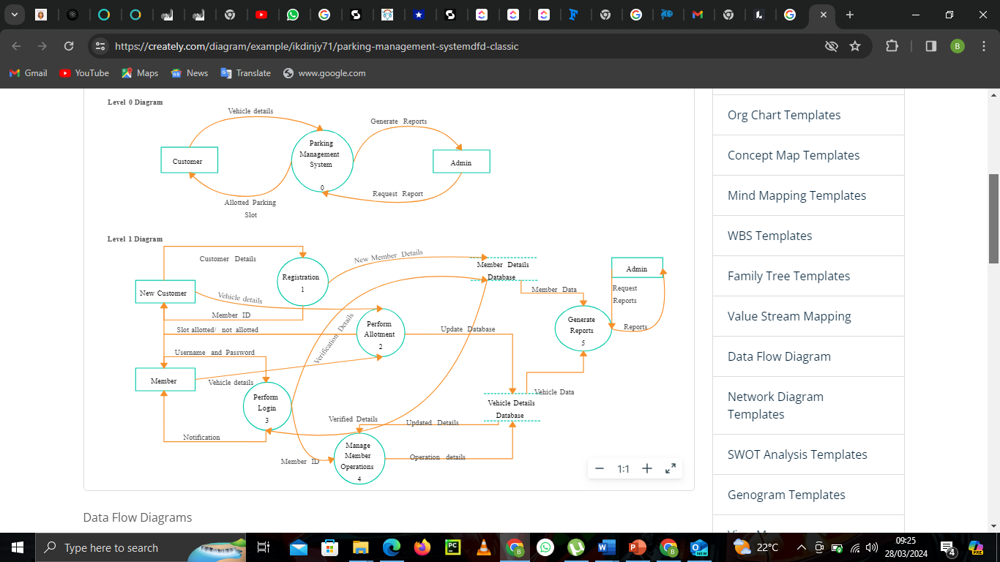 https://creately.com/diagram/example/ikdinjy71/parking-management-systemdfd-classic
B
Gmail
YouTube
Maps
News
Translate
www.google.com
Level 0 Diagram
Vehicle details
Generate Reports
Parking
Management
System
0
Customer
Admin
Allotted Parking
Slot
Request Report
Level 1 Diagram
Customer Details
New Member Details
Registration
1
Member Details
Database
Admin
New Customer
Vehicle details
Member Data
Request
Reports
Member ID
Verification Details
Perform
Allotment
2
Generate
Reports
5
Reports
Slot allotted/ not allotted
Update Database
Username and Password
Member
Vehicle details
Perform
Login
3
Vehicle Data
Vehicle Details
Database
Verified Details
Updated Details
Notification
Manage
Member
Operations
4
Member ID
Operation details
1:1
Data Flow Diagrams
Org Chart Templates
Concept Map Templates
Mind Mapping Templates
WBS Templates
Family Tree Templates
Value Stream Mapping
Data Flow Diagram
Network Diagram
Templates
SWOT Analysis Templates
Genogram Templates
Type here to search
22°C
09:25
28/03/2024
4